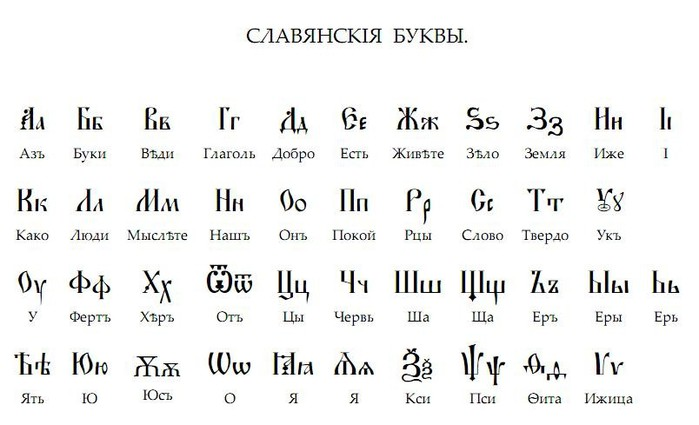 СЛАВЯНСКІЯ БУКВЫ.
Аа Бб Вв Гг Дд Єє Жж Ѕѕ Зз Ии Іі
Азъ Буки Вѣди Глаголь Добро Есть Живѣте Зѣло Земля Иже І
Кк Лл Мм Нн Оо Пп Рр Сс Тт Ѹѹ
Како Люди Мыслѣте Нашъ Онъ Покой Рцы Слово Твердо Укъ
Оу Фф Хх Ѿѿ Цц Чч Шш Щщ Ъъ Ыы Ьь
У Фертъ Хѣръ Отъ Цы Червь Ша Ща Еръ Еры Ерь
Ѣѣ Юю Ѫѫ Ѡѡ Ꙗꙗ Ѧѧ Ѯѯ Ѱѱ Ѳѳ Ѵѵ
Ять Ю Юсъ О Я Я Кси Пси Ѳита Ижица